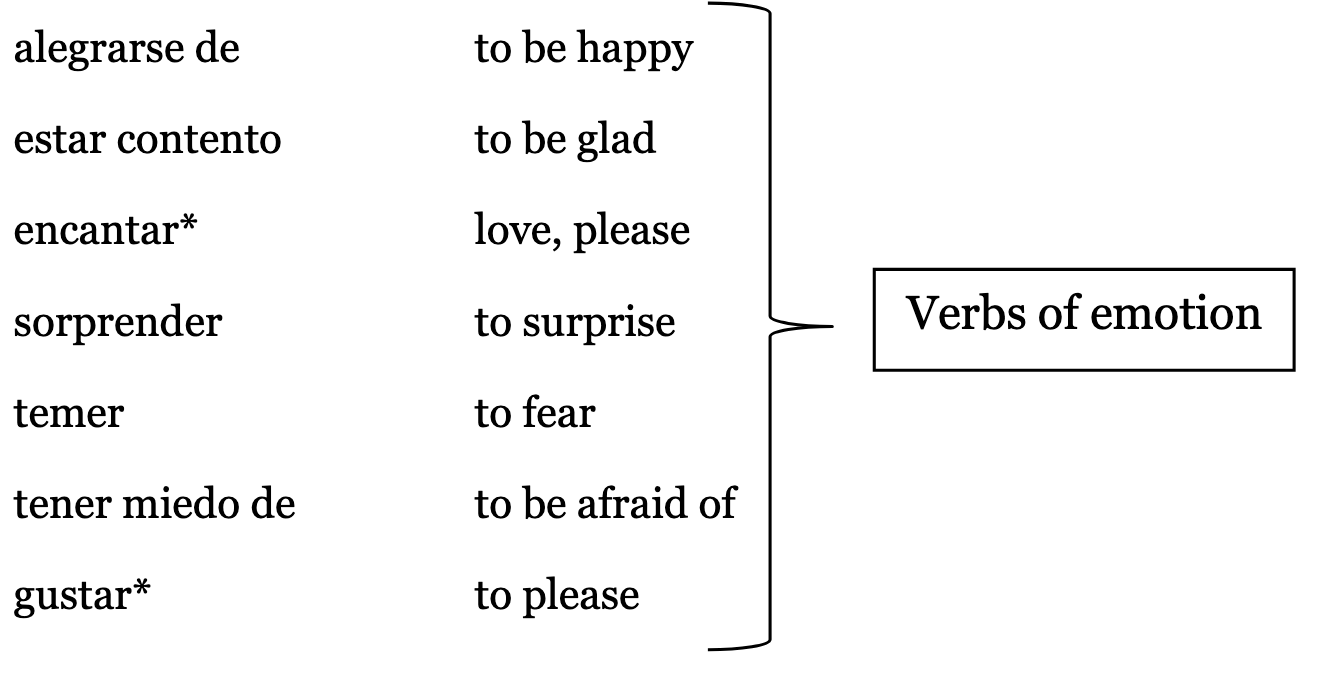 alegrarse de to be happy
estar contento to be glad
encantar* love, please
sorprender to surprise
temer to fear
tener miedo de to be afraid of
gustar* to please
Verbs of emotion